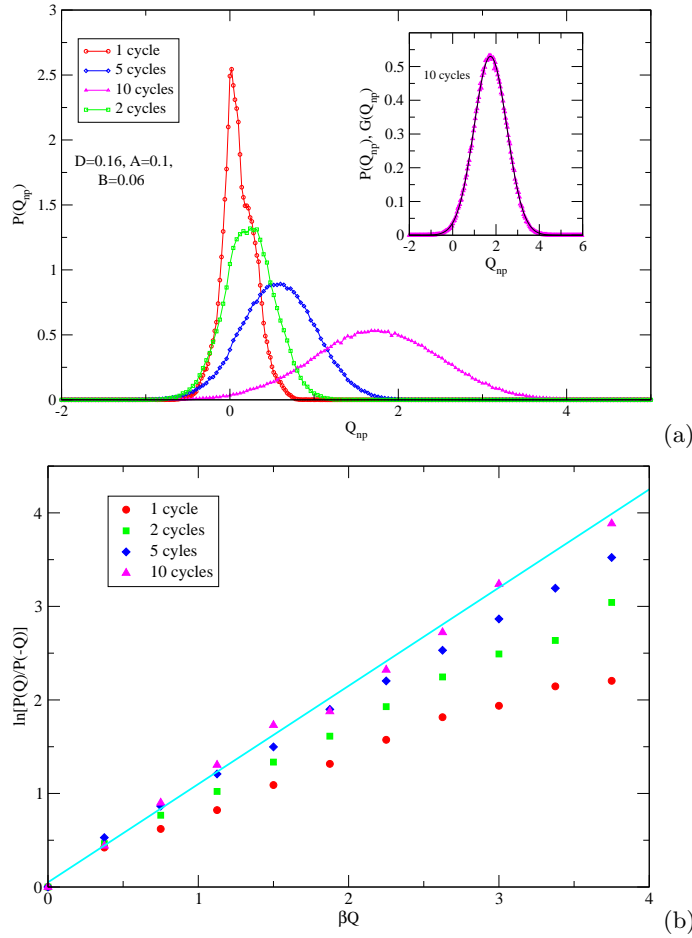 3
2.5
2
1.5
1
0.5
0
P(Q_np)
1 cycle
5 cycles
10 cycles
2 cycles
D=0.16, A=0.1,
B=0.06
-2
0
2
4
Q_np
0.5
0.4
0.3
0.2
0.1
0
P(Q_np), G(Q_np)
10 cycles
-2
0
2
4
6
Q_np
(a)
4
3
2
1
0
ln[P(Q)/P(-Q)]
1 cycle
2 cycles
5 cyles
10 cycles
0
1
2
3
4
βQ
(b)